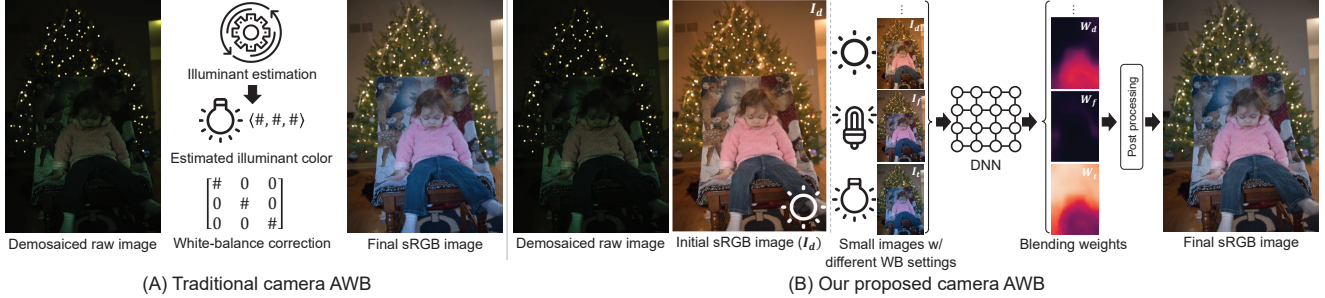 Illuminant estimation
⟨#, #, #⟩
Estimated illuminant color
[# 0 0
0 # 0
0 0 #]
Demosaiced raw image
White-balance correction
Final sRGB image
(A) Traditional camera AWB
Demosaiced raw image
I_d
Initial sRGB image (I_d)
⋮
I_d
I_f
I_t
Small images w/
different WB settings
DNN
⋮
W_d
W_f
W_t
Blending weights
Post processing
Final sRGB image
(B) Our proposed camera AWB